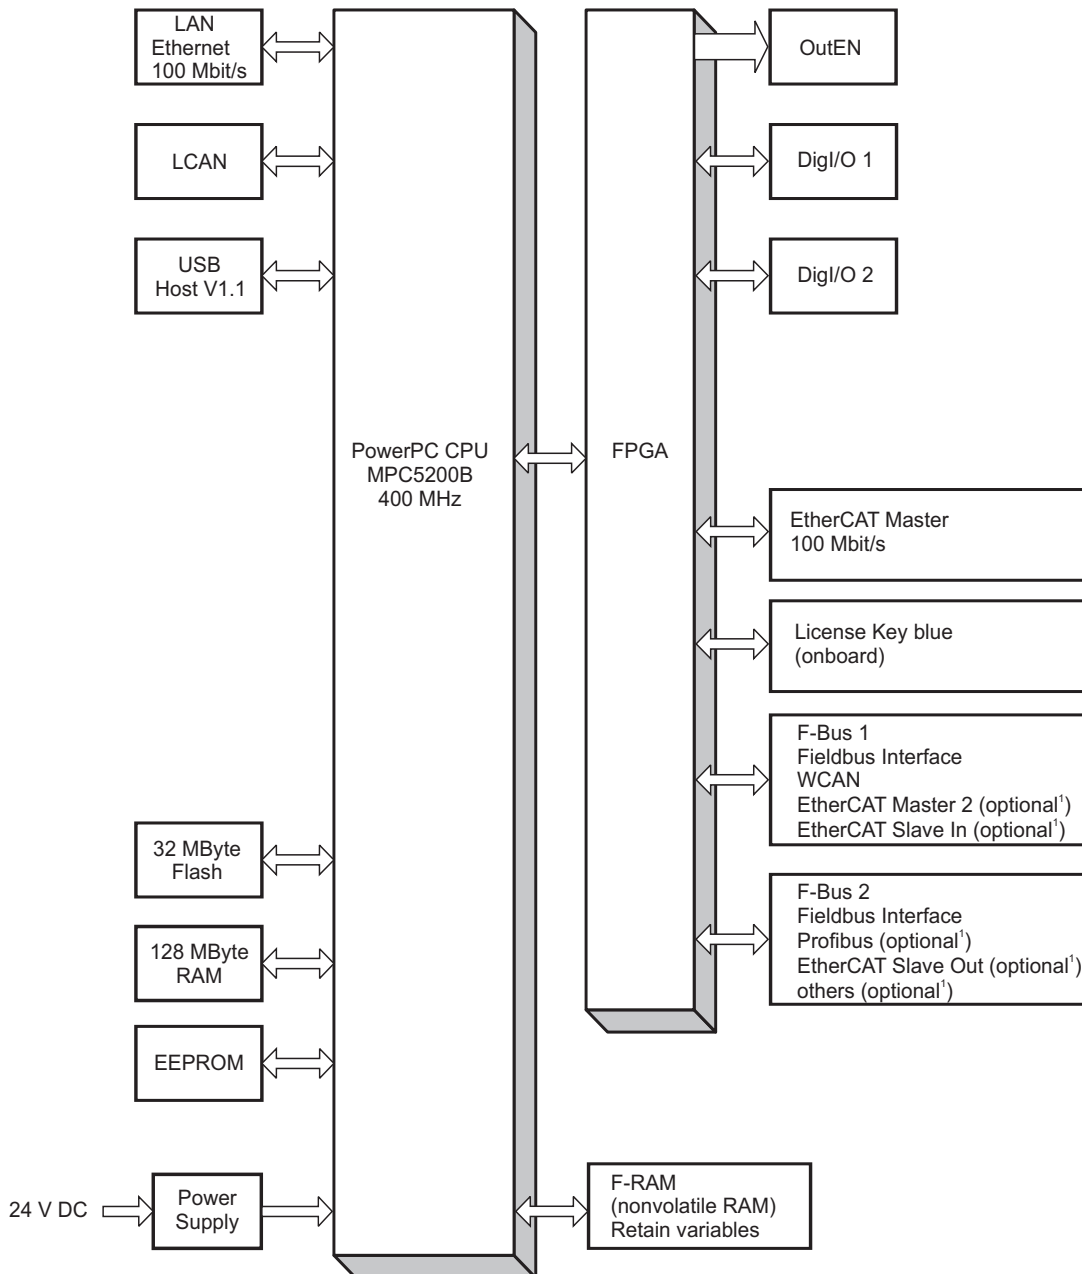 LAN
Ethernet
100 Mbit/s
LCAN
USB
Host V1.1
PowerPC CPU
MPC5200B
400 MHz
32 MByte
Flash
128 MByte
RAM
EEPROM
24 V DC
Power
Supply
FPGA
OutEN
DigI/O 1
DigI/O 2
EtherCAT Master
100 Mbit/s
License Key blue
(onboard)
F-Bus 1
Fieldbus Interface
WCAN
EtherCAT Master 2 (optional¹)
EtherCAT Slave In (optional¹)
F-Bus 2
Fieldbus Interface
Profibus (optional¹)
EtherCAT Slave Out (optional¹)
others (optional¹)
F-RAM
(nonvolatile RAM)
Retain variables